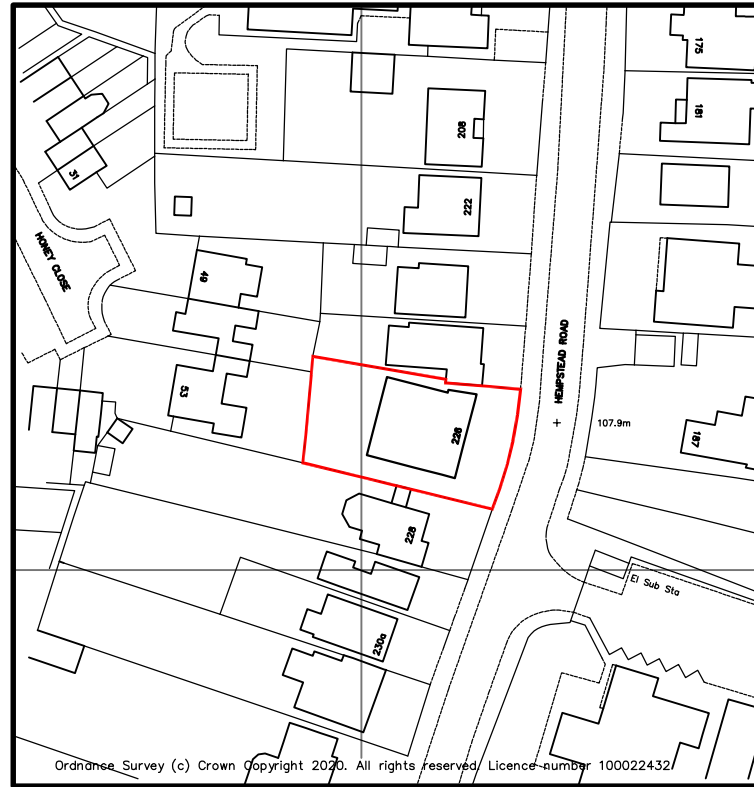 175
181
208
31
222
HONEY CLOSE
49
HEMPSTEAD ROAD
53
107.9m
226
187
228
El Sub Sta
230a
Ordnance Survey (c) Crown Copyright 2020. All rights reserved. Licence number 100022432